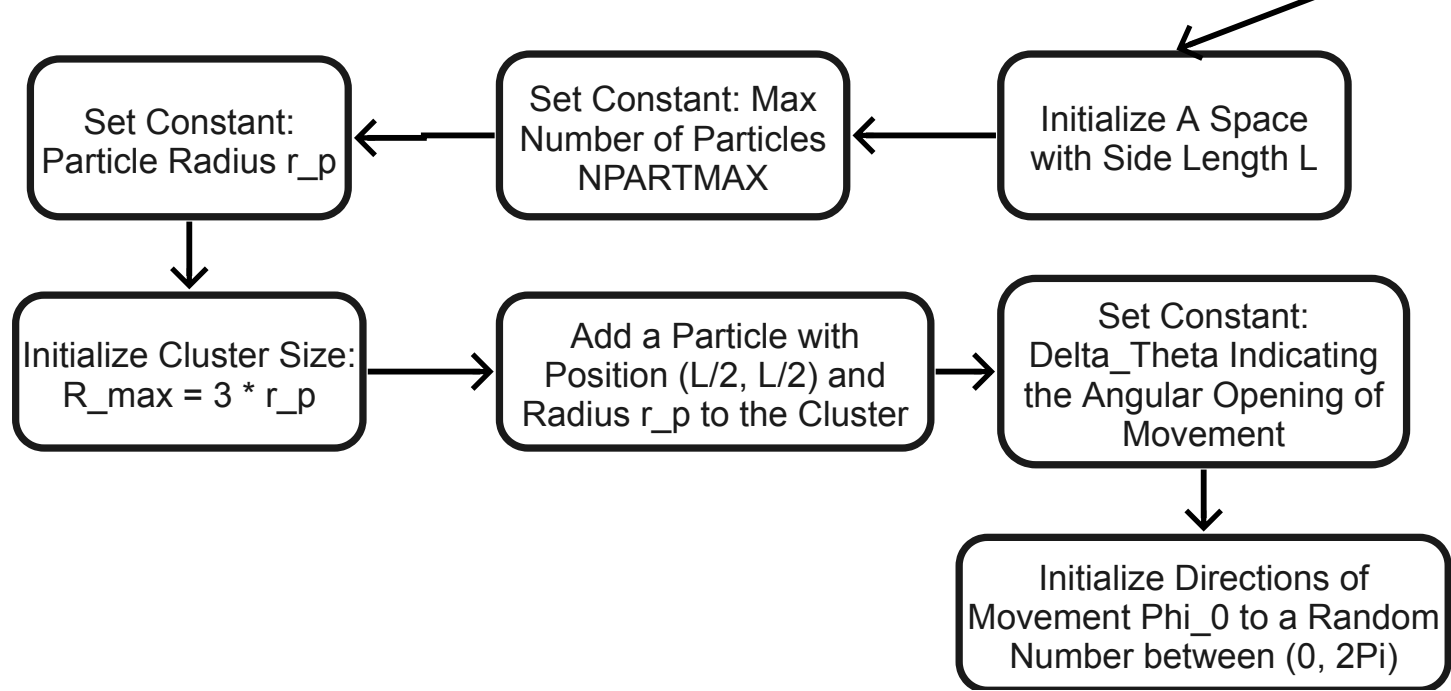 Set Constant:
Particle Radius r_p
Set Constant: Max
Number of Particles
NPARTMAX
Initialize A Space
with Side Length L
Initialize Cluster Size:
R_max = 3 * r_p
Add a Particle with
Position (L/2, L/2) and
Radius r_p to the Cluster
Set Constant:
Delta_Theta Indicating
the Angular Opening of
Movement
Initialize Directions of
Movement Phi_0 to a Random
Number between (0, 2Pi)